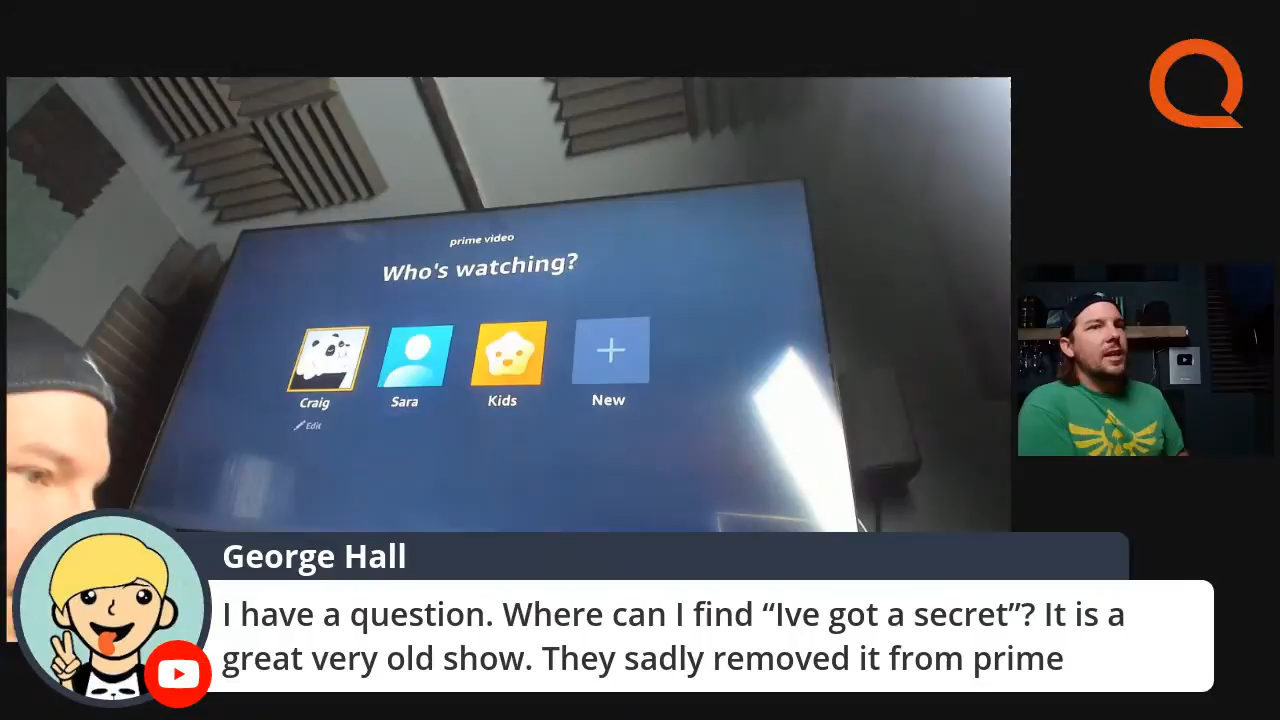 prime video
Who's watching?
Craig
Sara
Kids
New
Edit
George Hall
I have a question. Where can I find “Ive got a secret”? It is a
great very old show. They sadly removed it from prime